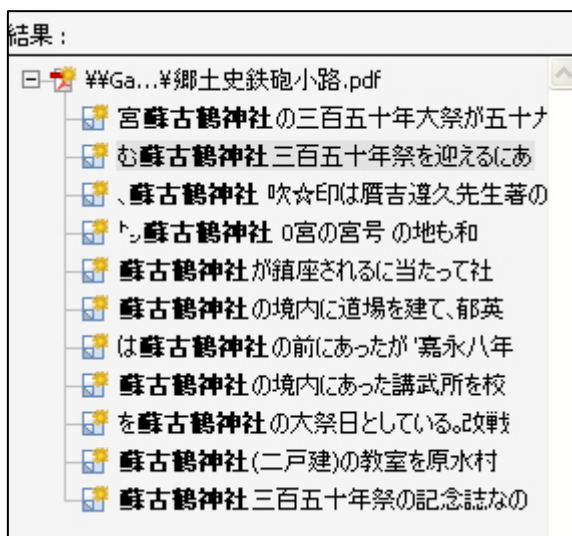 結果：
¥¥Ga...¥郷土史鉄砲小路.pdf
宮蘇古鶴神社の三百五十年大祭が五十ナ
む蘇古鶴神社 三百五十年祭を迎えるにあ
、蘇古鶴神社 吹☆印は贋吉遵久先生著の
㌧蘇古鶴神社 0宮の宮号 の地も和
蘇古鶴神社が鎮座されるに当たって社
蘇古鶴神社の境内に道場を建て、郁英
は蘇古鶴神社の前にあったが '嘉永八年
蘇古鶴神社の境内にあった講武所を校
を蘇古鶴神社の大祭日としている。改戦
蘇古鶴神社(二戸建)の教室を原水村
蘇古鶴神社三百五十年祭の記念誌なの